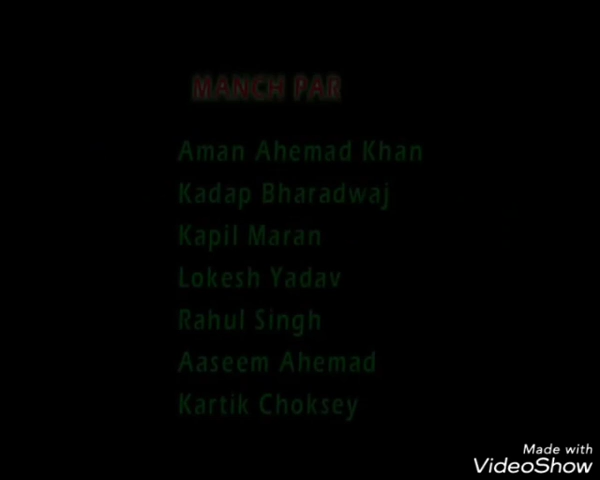 MANCH PAR
Aman Ahemad Khan
Kadap Bharadwaj
Kapil Maran
Lokesh Yadav
Rahul Singh
Aaseem Ahemad
Kartik Choksey
Made with
VideoShow